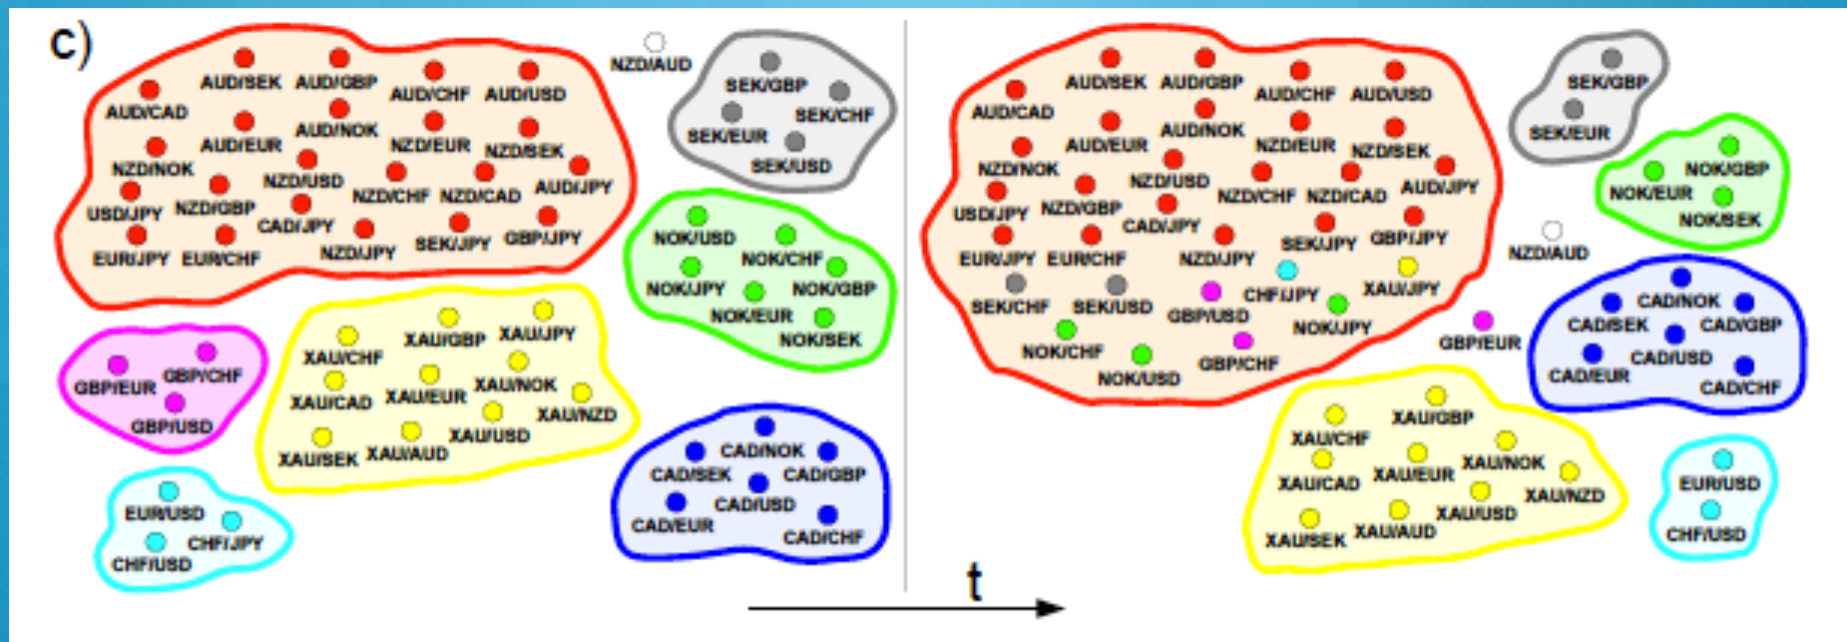 c)
AUD/SEK AUD/GBP AUD/CHF AUD/USD
AUD/CAD
AUD/EUR AUD/NOK NZD/EUR NZD/SEK
NZD/NOK NZD/USD NZD/CHF NZD/CAD AUD/JPY
USD/JPY NZD/GBP CAD/JPY
NZD/JPY SEK/JPY GBP/JPY
EUR/JPY EUR/CHF
NZD/AUD
SEK/GBP
SEK/CHF
SEK/EUR
SEK/USD
NOK/USD
NOK/CHF
NOK/JPY NOK/GBP
NOK/EUR
NOK/SEK
GBP/EUR GBP/CHF
GBP/USD
XAU/CHF XAU/GBP XAU/JPY
XAU/CAD XAU/EUR XAU/NOK
XAU/NZD
XAU/SEK XAU/AUD XAU/USD
EUR/USD
CHF/JPY
CHF/USD
CAD/NOK
CAD/SEK CAD/GBP
CAD/USD
CAD/EUR
CAD/CHF
AUD/SEK AUD/GBP AUD/CHF AUD/USD
AUD/CAD
AUD/EUR AUD/NOK NZD/EUR NZD/SEK
NZD/NOK NZD/USD NZD/CHF NZD/CAD AUD/JPY
USD/JPY NZD/GBP CAD/JPY
NZD/JPY SEK/JPY GBP/JPY
EUR/JPY EUR/CHF
SEK/CHF SEK/USD GBP/USD CHF/JPY XAU/JPY
NOK/JPY
NOK/CHF
NOK/USD
GBP/CHF
SEK/GBP
SEK/EUR
NOK/GBP
NOK/EUR
NOK/SEK
NZD/AUD
GBP/EUR
CAD/NOK
CAD/SEK CAD/GBP
CAD/USD
CAD/EUR
CAD/CHF
XAU/GBP
XAU/CHF
XAU/CAD XAU/EUR XAU/NOK
XAU/NZD
XAU/SEK XAU/AUD XAU/USD
EUR/USD
CHF/USD
t